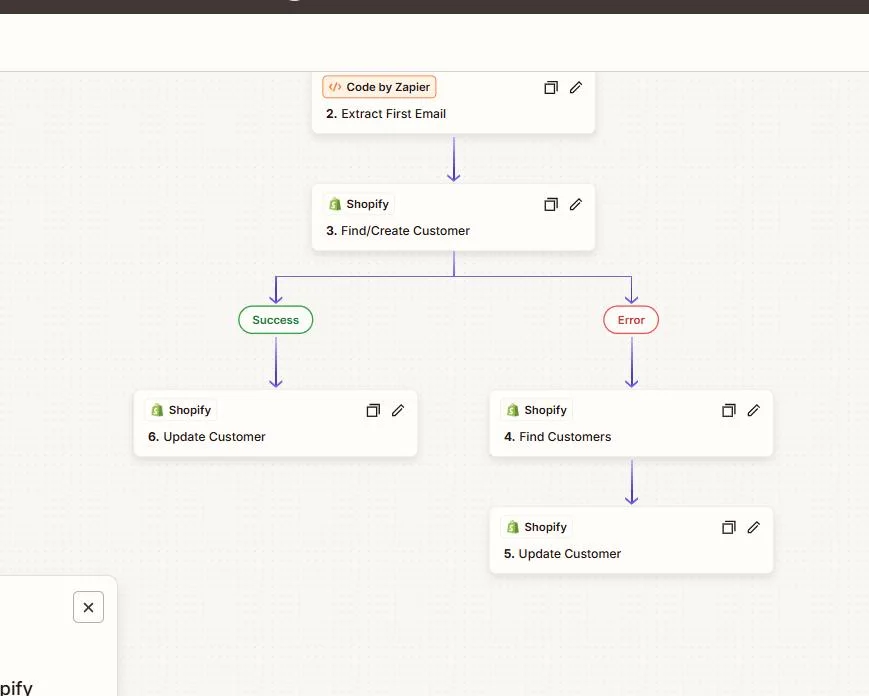 Code by Zapier
2. Extract First Email
Shopify
3. Find/Create Customer
Success
Error
Shopify
6. Update Customer
Shopify
4. Find Customers
Shopify
5. Update Customer
pify